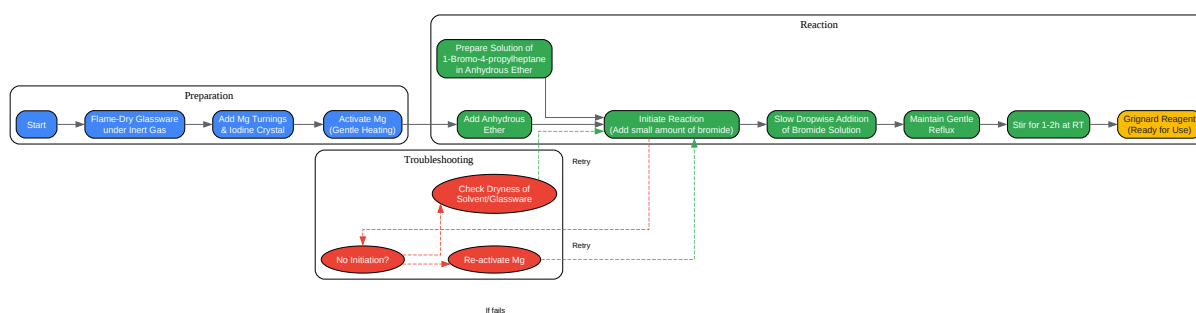 Reaction
Prepare Solution of
1-Bromo-4-propylheptane
in Anhydrous Ether
Preparation
Start
Flame-Dry Glassware
under Inert Gas
Add Mg Turnings
& Iodine Crystal
Activate Mg
(Gentle Heating)
Add Anhydrous
Ether
Initiate Reaction
(Add small amount of bromide)
Slow Dropwise Addition
of Bromide Solution
Maintain Gentle
Reflux
Stir for 1-2h at RT
Grignard Reagent
(Ready for Use)
Troubleshooting
Retry
Check Dryness of
Solvent/Glassware
Retry
No Initiation?
Re-activate Mg
If fails